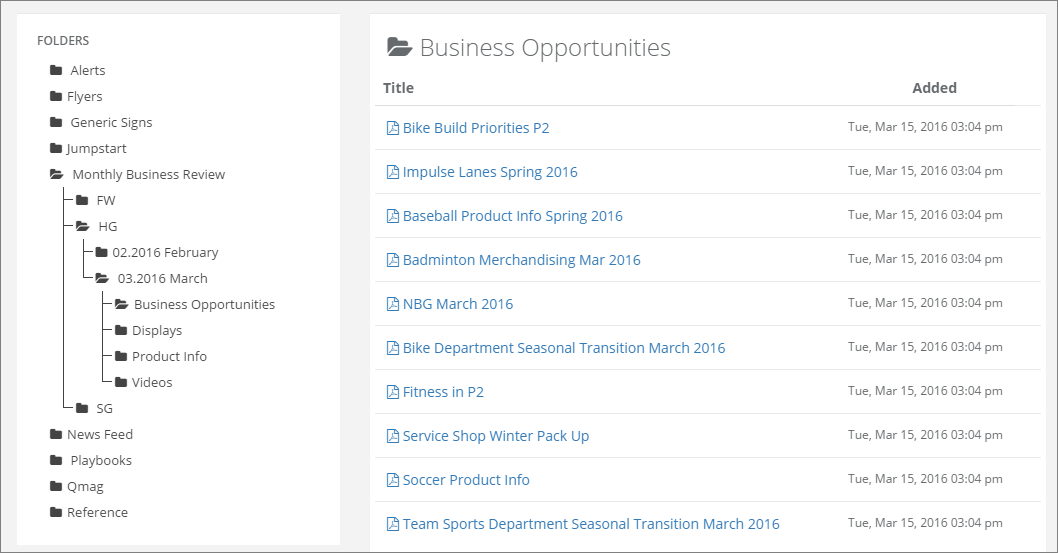 FOLDERS
Alerts
Flyers
Generic Signs
Jumpstart
Monthly Business Review
FW
HG
02.2016 February
03.2016 March
Business Opportunities
Displays
Product Info
Videos
SG
News Feed
Playbooks
Qmag
Reference
Business Opportunities
Title Added
Bike Build Priorities P2 Tue, Mar 15, 2016 03:04 pm
Impulse Lanes Spring 2016 Tue, Mar 15, 2016 03:04 pm
Baseball Product Info Spring 2016 Tue, Mar 15, 2016 03:04 pm
Badminton Merchandising Mar 2016 Tue, Mar 15, 2016 03:04 pm
NBG March 2016 Tue, Mar 15, 2016 03:04 pm
Bike Department Seasonal Transition March 2016 Tue, Mar 15, 2016 03:04 pm
Fitness in P2 Tue, Mar 15, 2016 03:04 pm
Service Shop Winter Pack Up Tue, Mar 15, 2016 03:04 pm
Soccer Product Info Tue, Mar 15, 2016 03:04 pm
Team Sports Department Seasonal Transition March 2016 Tue, Mar 15, 2016 03:04 pm